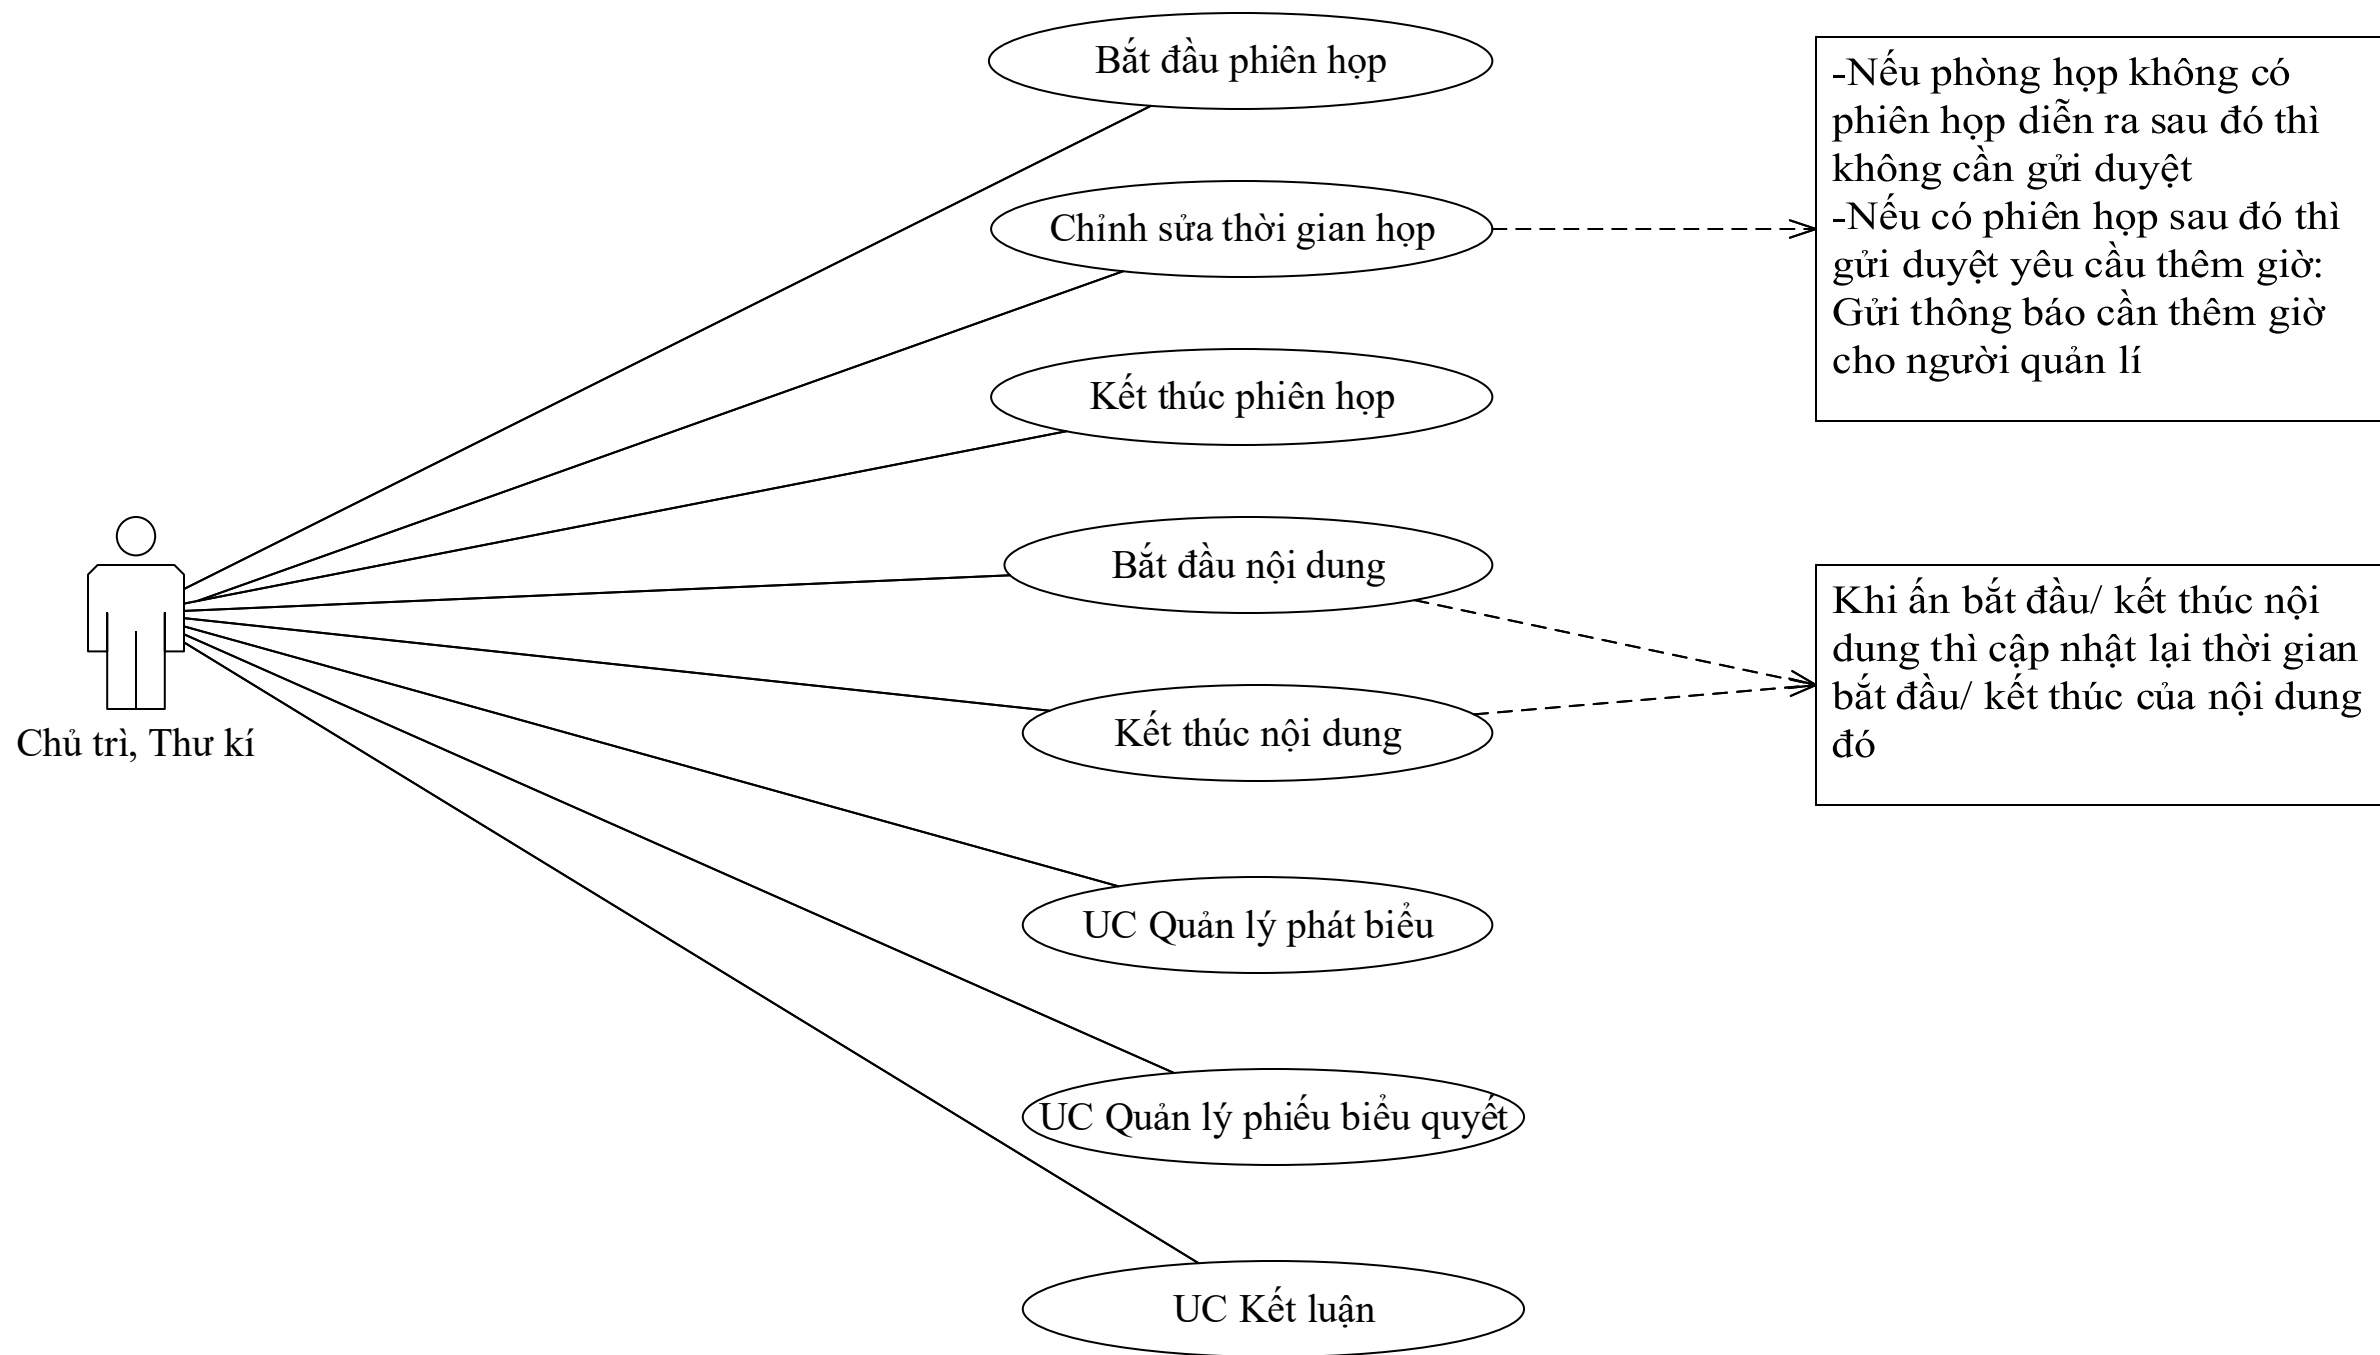 Bắt đầu phiên họp
-Nếu phòng họp không có
phiên họp diễn ra sau đó thì
không cần gửi duyệt
-Nếu có phiên họp sau đó thì
gửi duyệt yêu cầu thêm giờ:
Gửi thông báo cần thêm giờ
cho người quản lí
Chỉnh sửa thời gian họp
Kết thúc phiên họp
Bắt đầu nội dung
Khi ấn bắt đầu/ kết thúc nội
dung thì cập nhật lại thời gian
bắt đầu/ kết thúc của nội dung
đó
Kết thúc nội dung
Chủ trì, Thư kí
UC Quản lý phát biểu
UC Quản lý phiếu biểu quyết
UC Kết luận